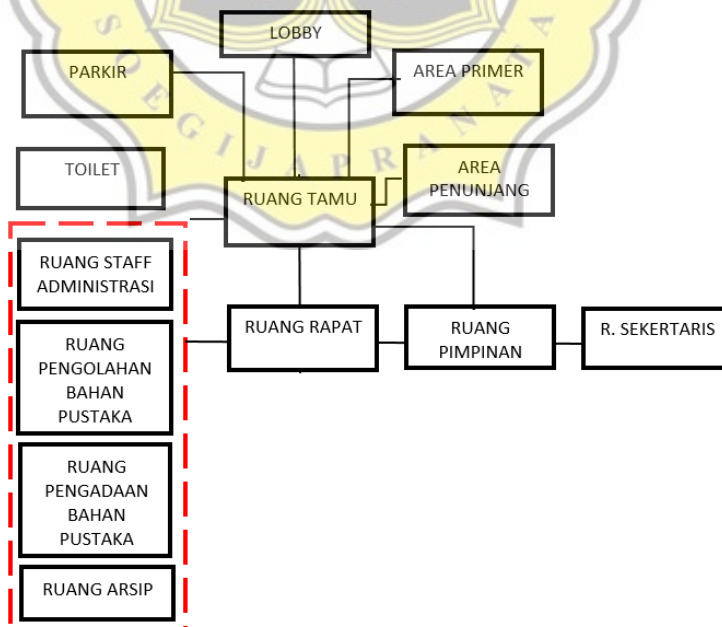 LOBBY
PARKIR
AREA PRIMER
SOEGIJAPRANATA
TOILET
AREA
PENUNJANG
RUANG TAMU
RUANG STAFF
ADMINISTRASI
RUANG RAPAT
RUANG
PIMPINAN
R. SEKERTARIS
RUANG
PENGOLAHAN
BAHAN
PUSTAKA
RUANG
PENGADAAN
BAHAN
PUSTAKA
RUANG ARSIP